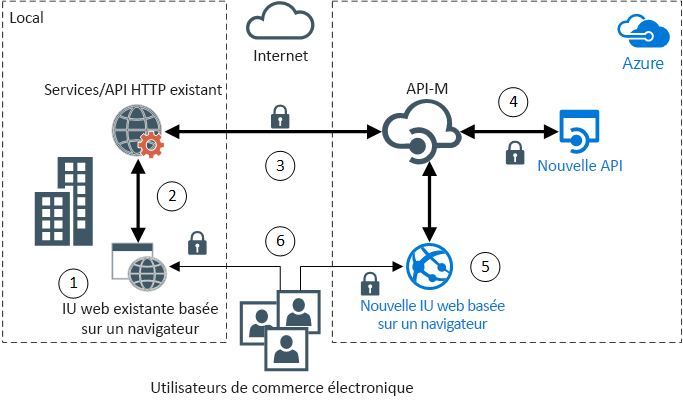 Local
Internet
Azure
Services/API HTTP existant
API-M
4
3
Nouvelle API
2
6
5
1
IU web existante basée
sur un navigateur
Nouvelle IU web basée
sur un navigateur
Utilisateurs de commerce électronique